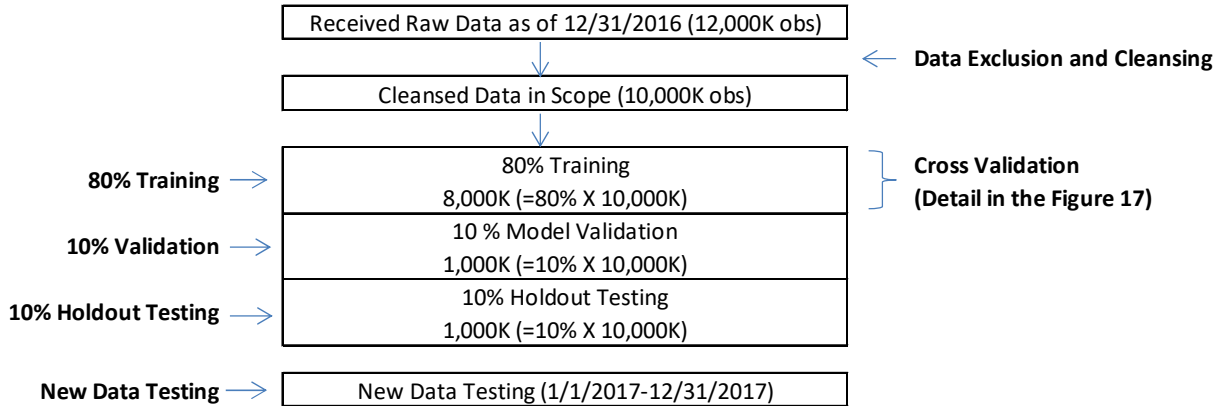 Received Raw Data as of 12/31/2016 (12,000K obs)
Data Exclusion and Cleansing
Cleansed Data in Scope (10,000K obs)
80% Training
80% Training
8,000K (=80% X 10,000K)
Cross Validation
(Detail in the Figure 17)
10% Validation
10 % Model Validation
1,000K (=10% X 10,000K)
10% Holdout Testing
10% Holdout Testing
1,000K (=10% X 10,000K)
New Data Testing
New Data Testing (1/1/2017-12/31/2017)